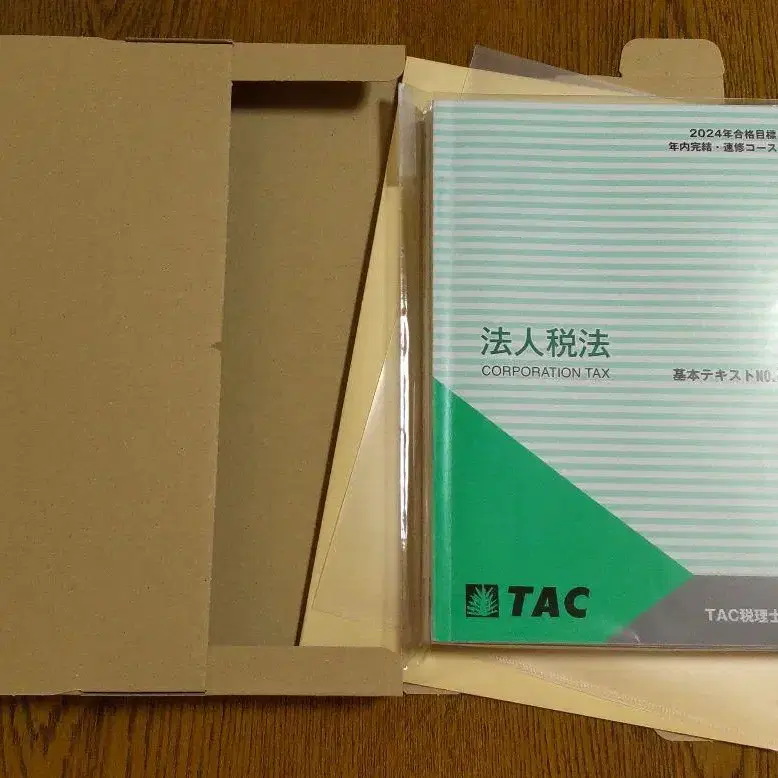 2024年合格目標
年内完結・速修コース
法人税法
CORPORATION TAX
基本テキストNO.
TAC
TAC税理士